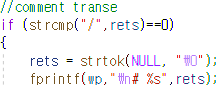 //comment transe
if (strcmp("/",rets)==0)
{
rets = strtok(NULL, "₩0");
fprintf(wp,"₩n# %s",rets);